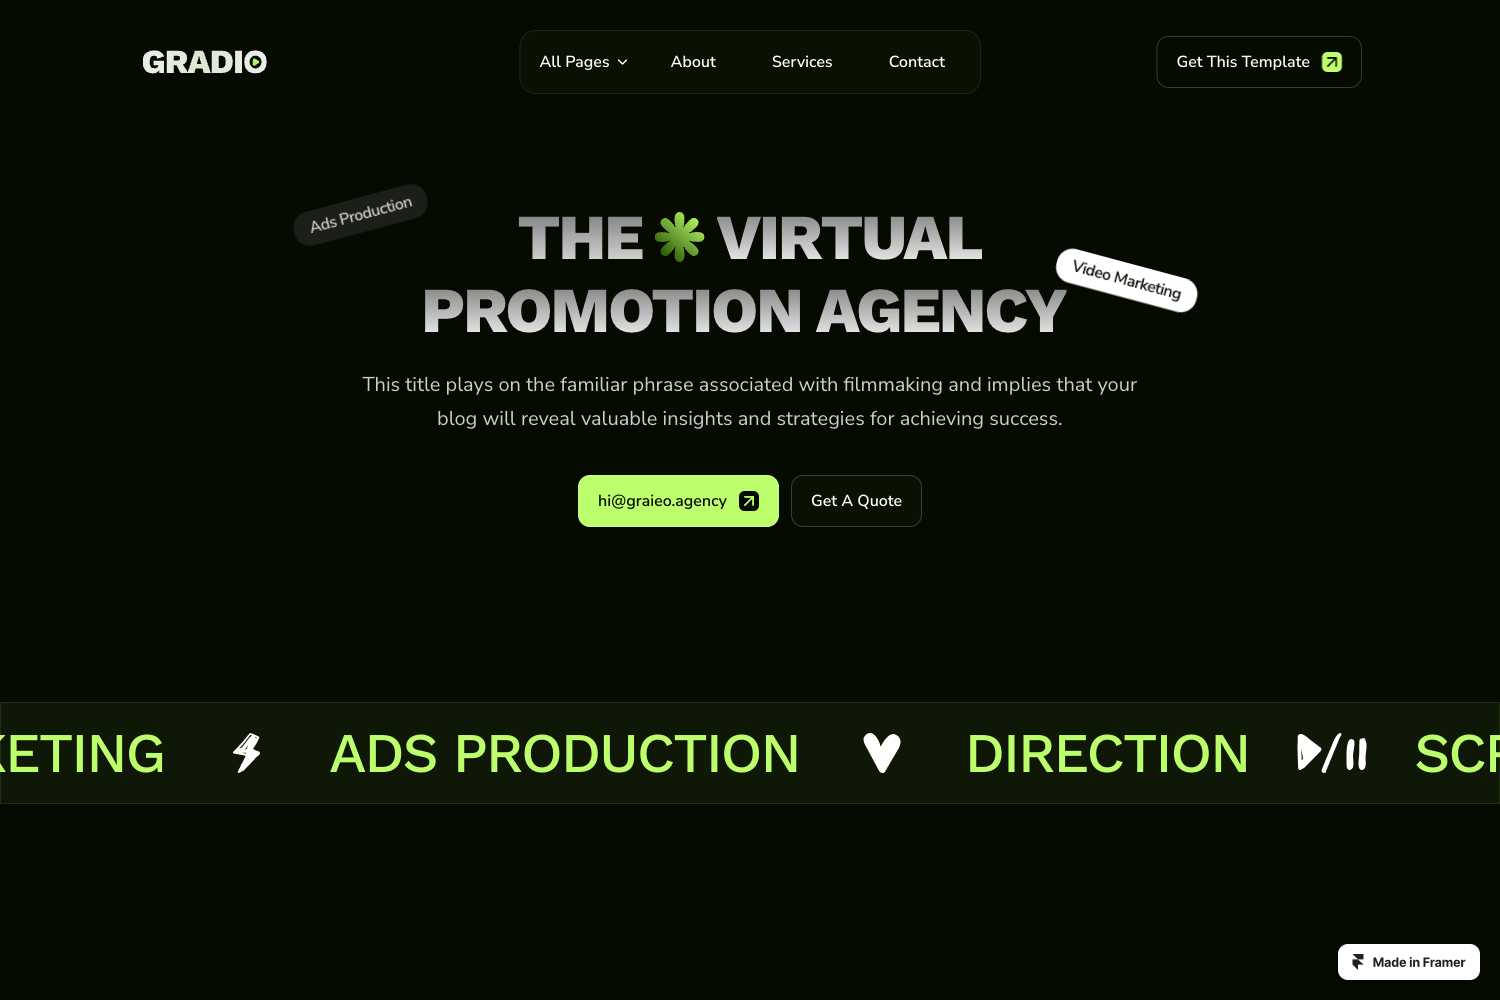 GRADIO
All Pages
About
Services
Contact
Get This Template
Ads Production
THE VIRTUAL
PROMOTION AGENCY
Video Marketing
This title plays on the familiar phrase associated with filmmaking and implies that your
blog will reveal valuable insights and strategies for achieving success.
hi@graieo.agency
Get A Quote
KETING ADS PRODUCTION DIRECTION SCR
Made in Framer